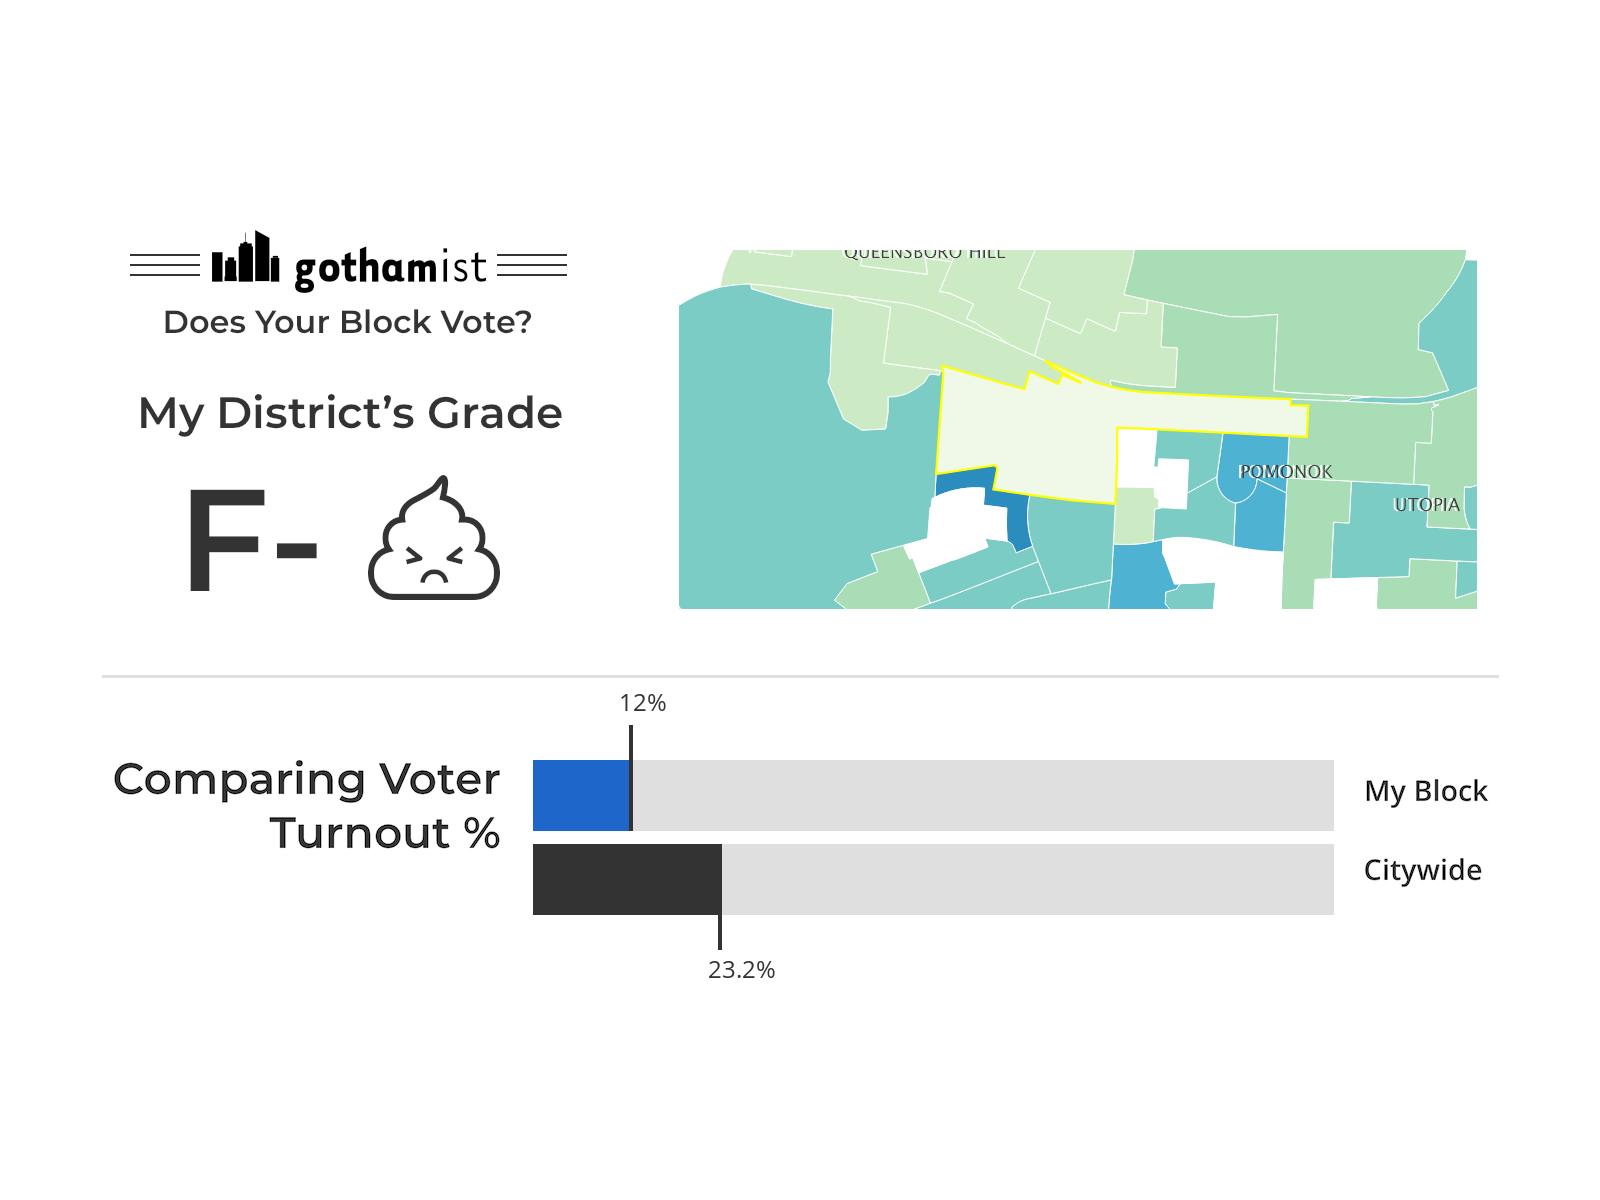 gothamist
Does Your Block Vote?
My District’s Grade
F-
QUEENSBORO HILL
POMONOK
UTOPIA
12%
Comparing Voter
Turnout %
My Block
Citywide
23.2%